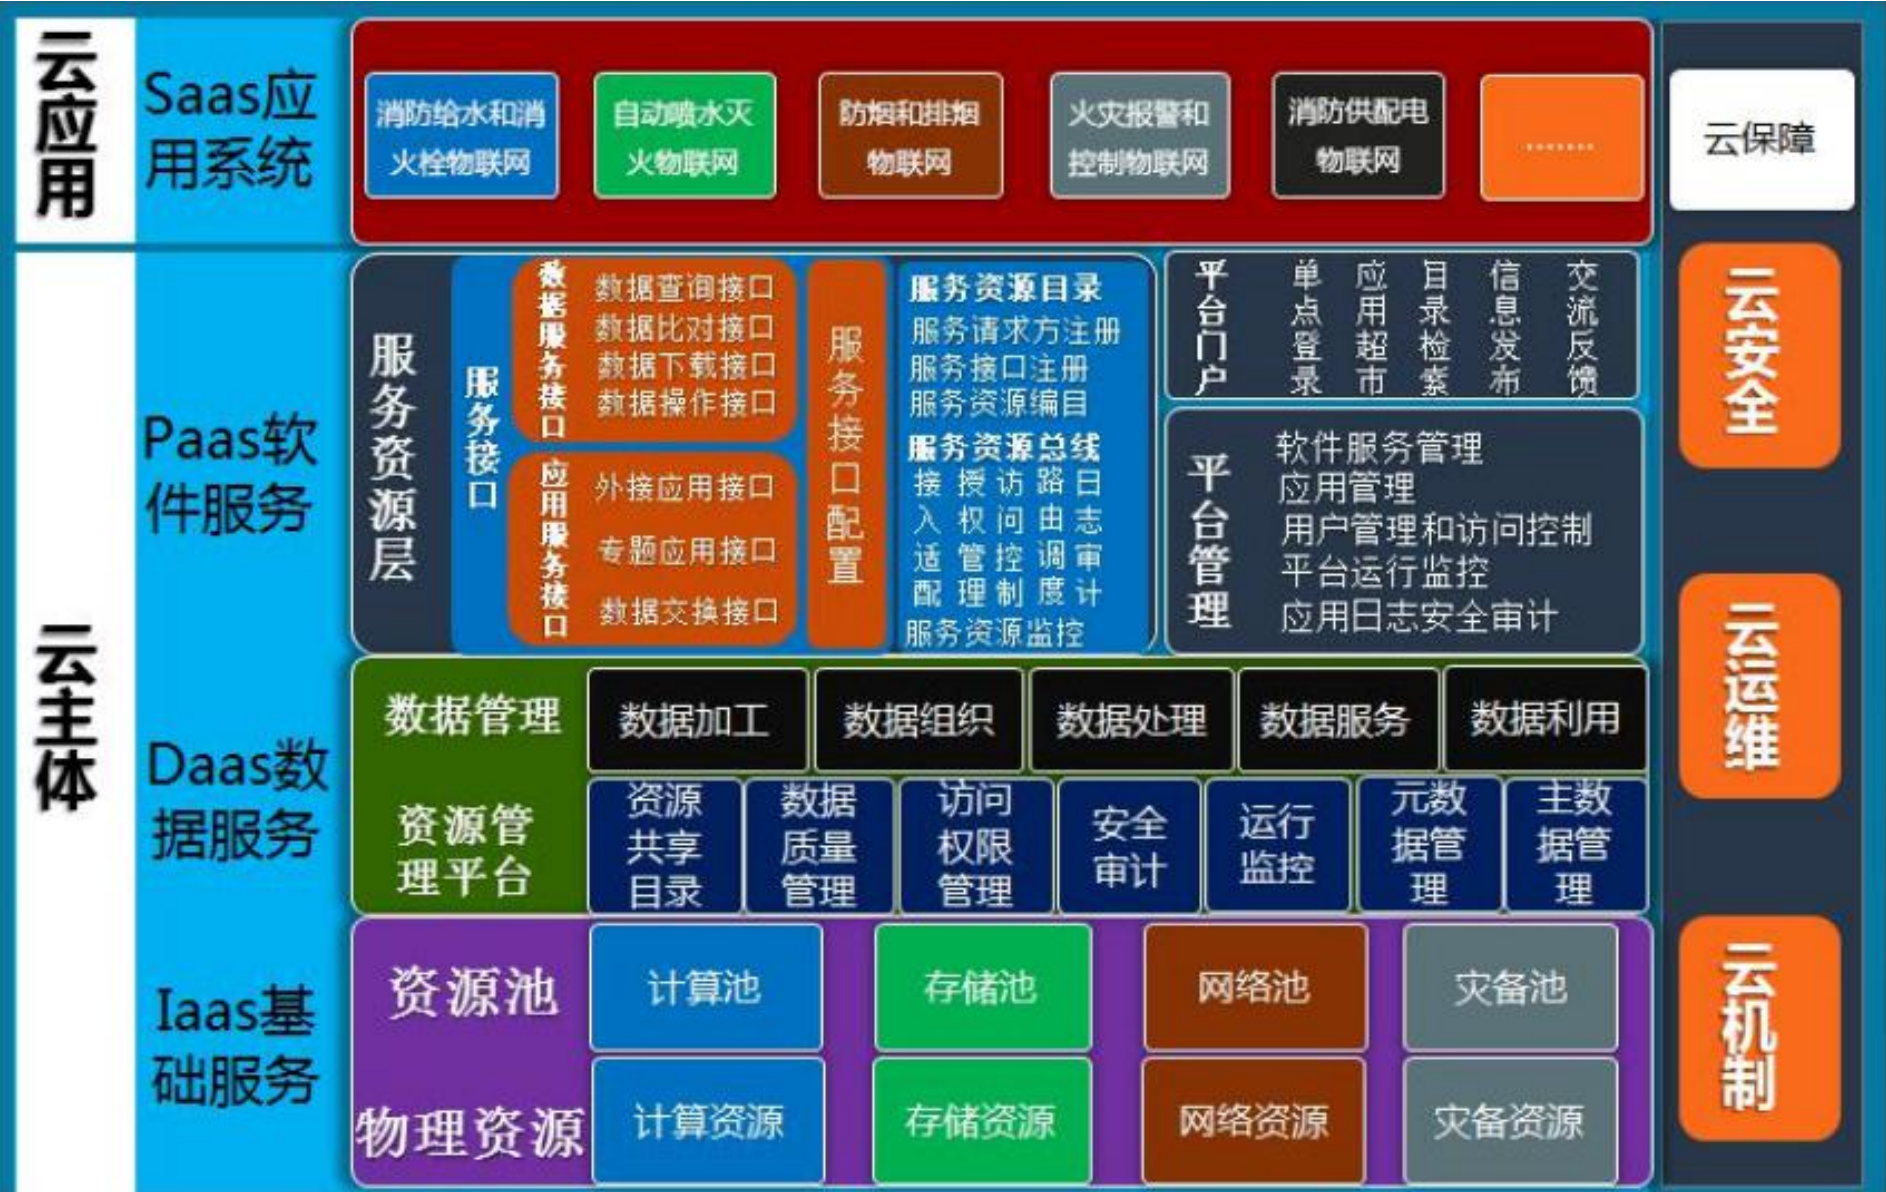 云应用
Saas应
用系统
消防给水和消
火栓物联网
自动喷水灭
火物联网
防烟和排烟
物联网
火灾报警和
控制物联网
消防供配电
物联网
.......
云保障
云主体
Paas软
件服务
服务资源层
服务接口
数据服务接口
数据查询接口
数据比对接口
数据下载接口
数据操作接口
应用服务接口
外接应用接口
专题应用接口
数据交换接口
服务接口配置
服务资源目录
服务请求方注册
服务接口注册
服务资源编目
服务资源总线
接入适配
授权管理
访问控制
路由调度
日志审计
服务资源监控
平台门户
单点登录
应用超市
目录检索
信息发布
交流反馈
平台管理
软件服务管理
应用管理
用户管理和访问控制
平台运行监控
应用日志安全审计
云安全
Daas数
据服务
数据管理
数据加工
数据组织
数据处理
数据服务
数据利用
资源管
理平台
资源
共享
目录
数据
质量
管理
访问
权限
管理
安全
审计
运行
监控
元数
据管
理
主数
据管
理
云运维
Iaas基
础服务
资源池
计算池
存储池
网络池
灾备池
物理资源
计算资源
存储资源
网络资源
灾备资源
云机制